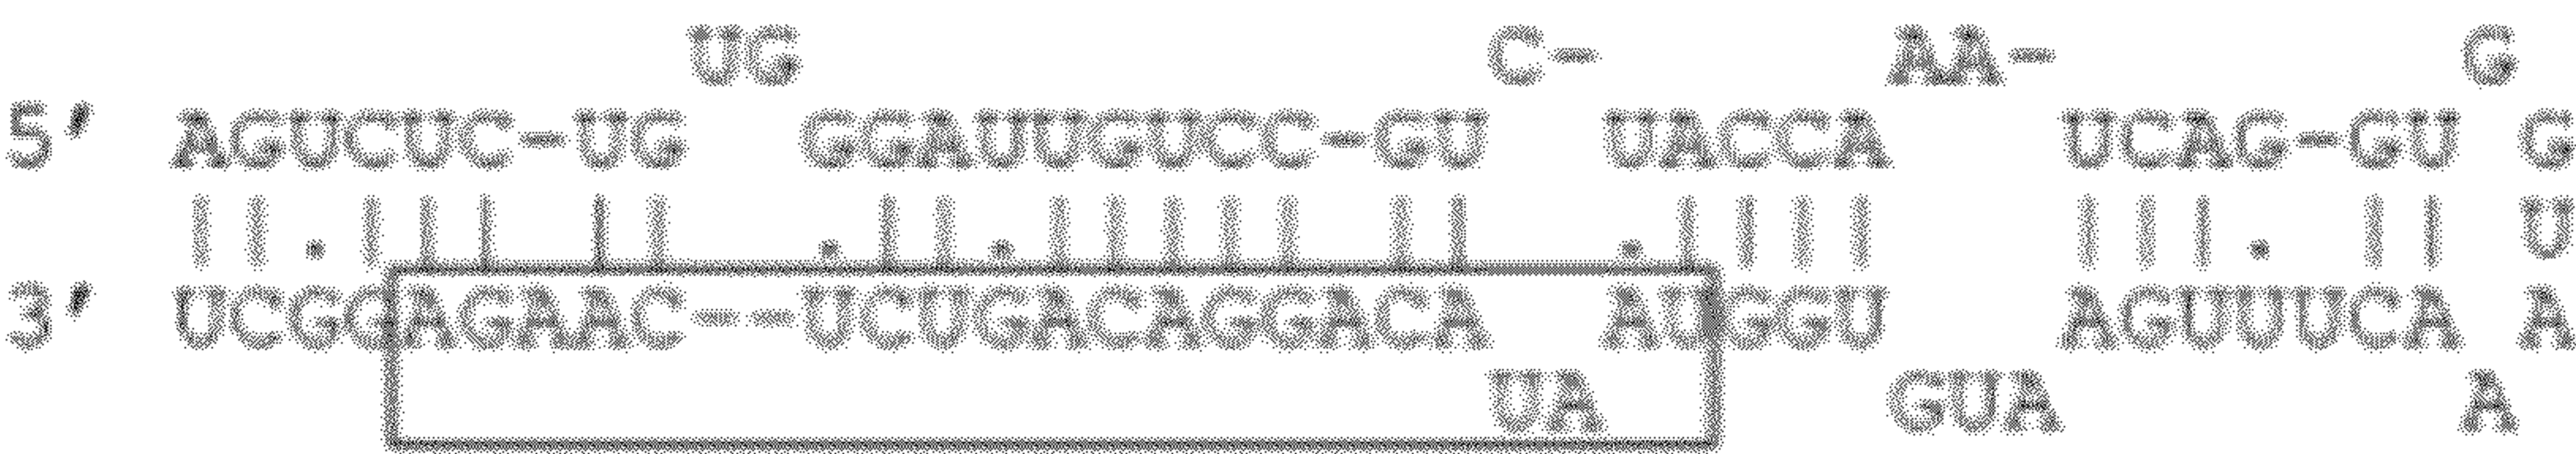 UG C- AA- G
5′ AGUCUC-UG GGAUUGUCC-GU UACCA UCAG-GU G
||.||| || .||.||||| || .|||| |||. || U
3′ UCGGAGAAC--UCUGACAGGACA AUGGU AGUUUCA A
UA GUA A